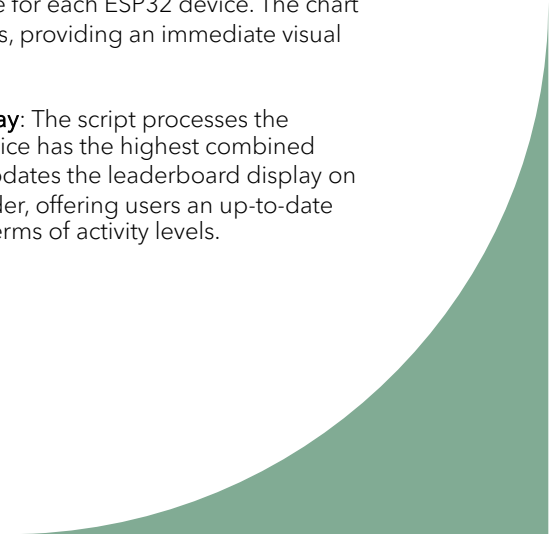 for each ESP32 device. The chart
s, providing an immediate visual
ay: The script processes the
ice has the highest combined
dates the leaderboard display on
der, offering users an up-to-date
erms of activity levels.